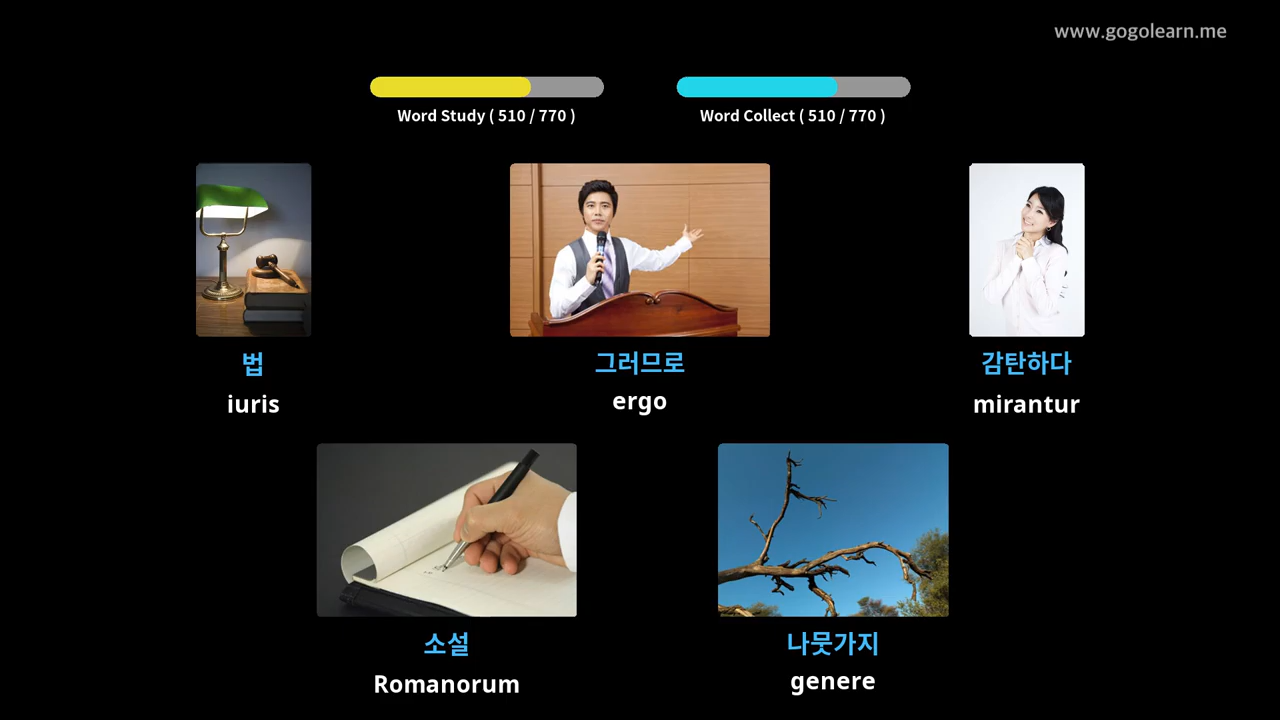 www.gogolearn.me
Word Study ( 510 / 770 )
Word Collect ( 510 / 770 )
법
iuris
그러므로
ergo
감탄하다
mirantur
소설
Romanorum
나뭇가지
genere